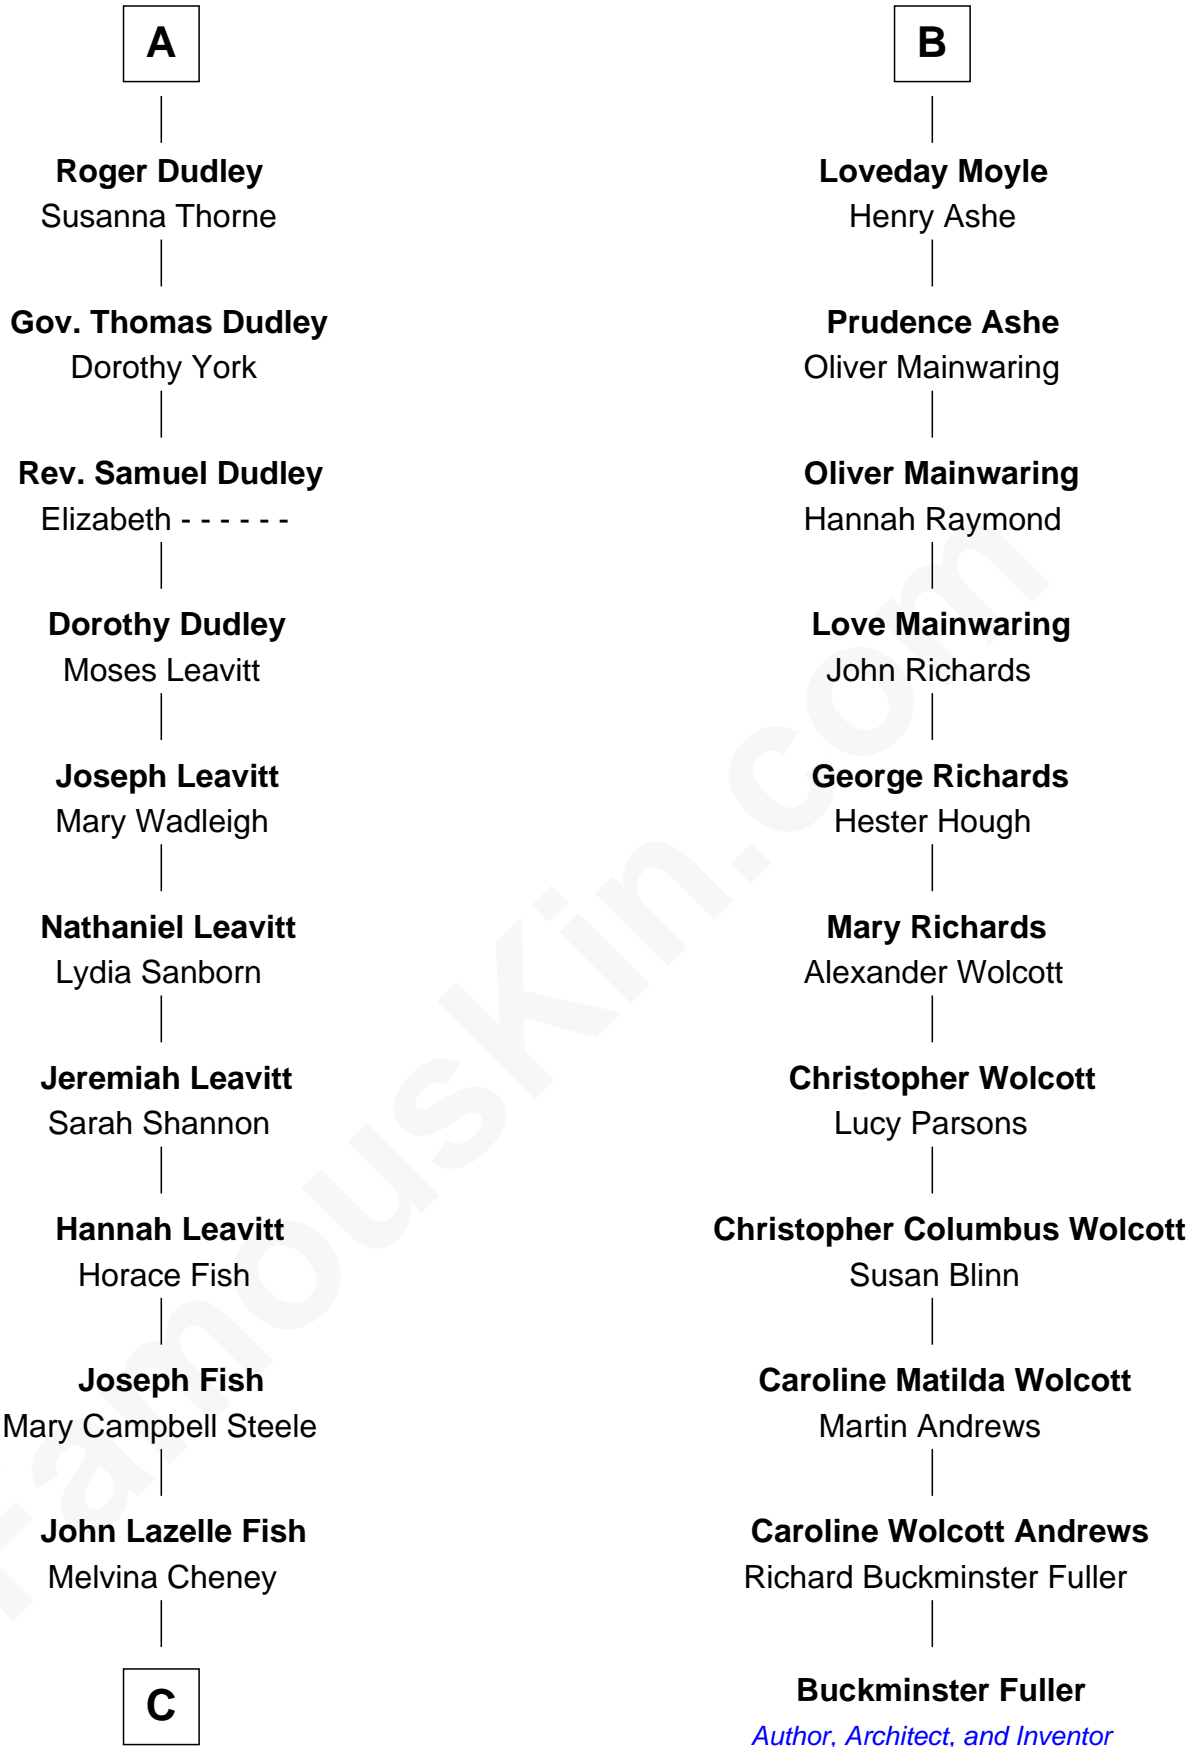 A
Roger Dudley
Susanna Thorne
Gov. Thomas Dudley
Dorothy York
Rev. Samuel Dudley
Elizabeth - - - - - -
Dorothy Dudley
Moses Leavitt
Joseph Leavitt
Mary Wadleigh
Nathaniel Leavitt
Lydia Sanborn
Jeremiah Leavitt
Sarah Shannon
Hannah Leavitt
Horace Fish
Joseph Fish
Mary Campbell Steele
John Lazelle Fish
Melvina Cheney
C
B
Loveday Moyle
Henry Ashe
Prudence Ashe
Oliver Mainwaring
Oliver Mainwaring
Hannah Raymond
Love Mainwaring
John Richards
George Richards
Hester Hough
Mary Richards
Alexander Wolcott
Christopher Wolcott
Lucy Parsons
Christopher Columbus Wolcott
Susan Blinn
Caroline Matilda Wolcott
Martin Andrews
Caroline Wolcott Andrews
Richard Buckminster Fuller
Buckminster Fuller
Author, Architect, and Inventor
FamousKin.com